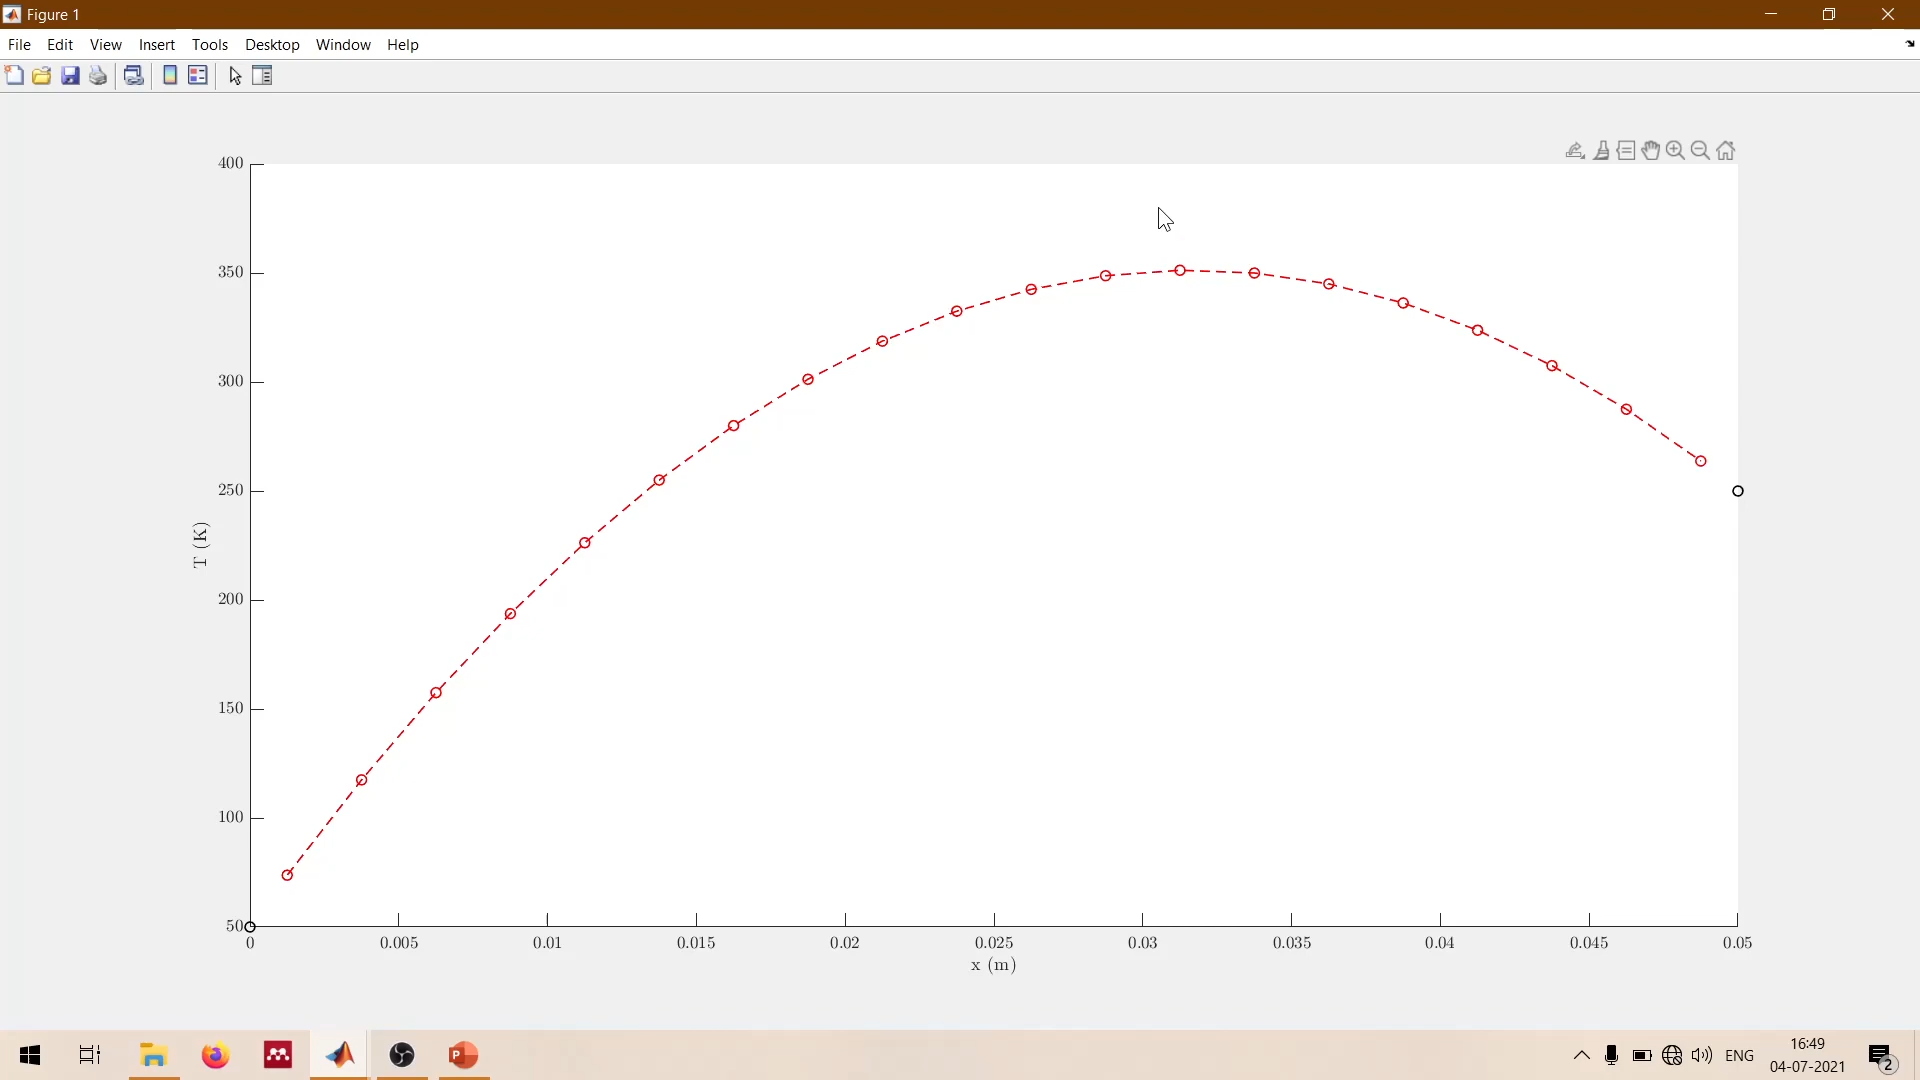 Figure 1
File Edit View Insert Tools Desktop Window Help
400
350
300
250
200
150
100
50
T (K)
0 0.005 0.01 0.015 0.02 0.025 0.03 0.035 0.04 0.045 0.05
x (m)
P
ENG
16:49
04-07-2021
2